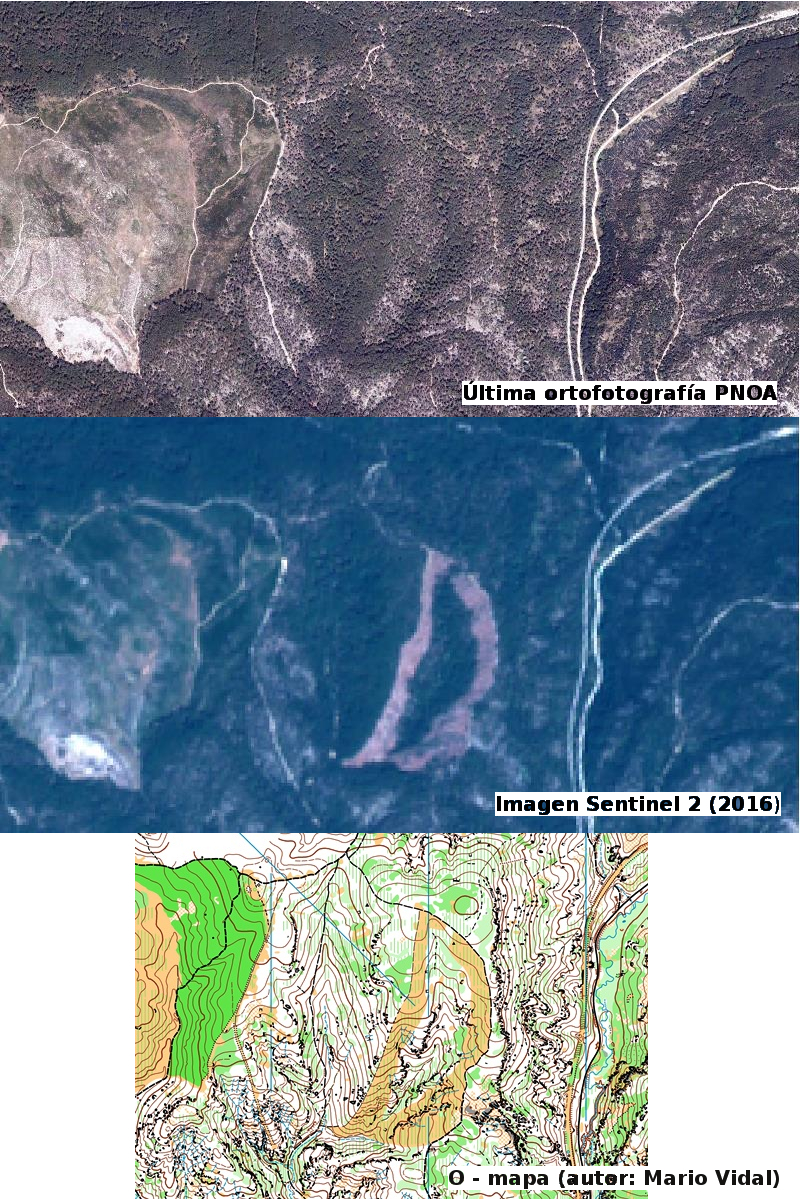 Última ortofotografía PNOA
Imagen Sentinel 2 (2016)
O - mapa (autor: Mario Vidal)